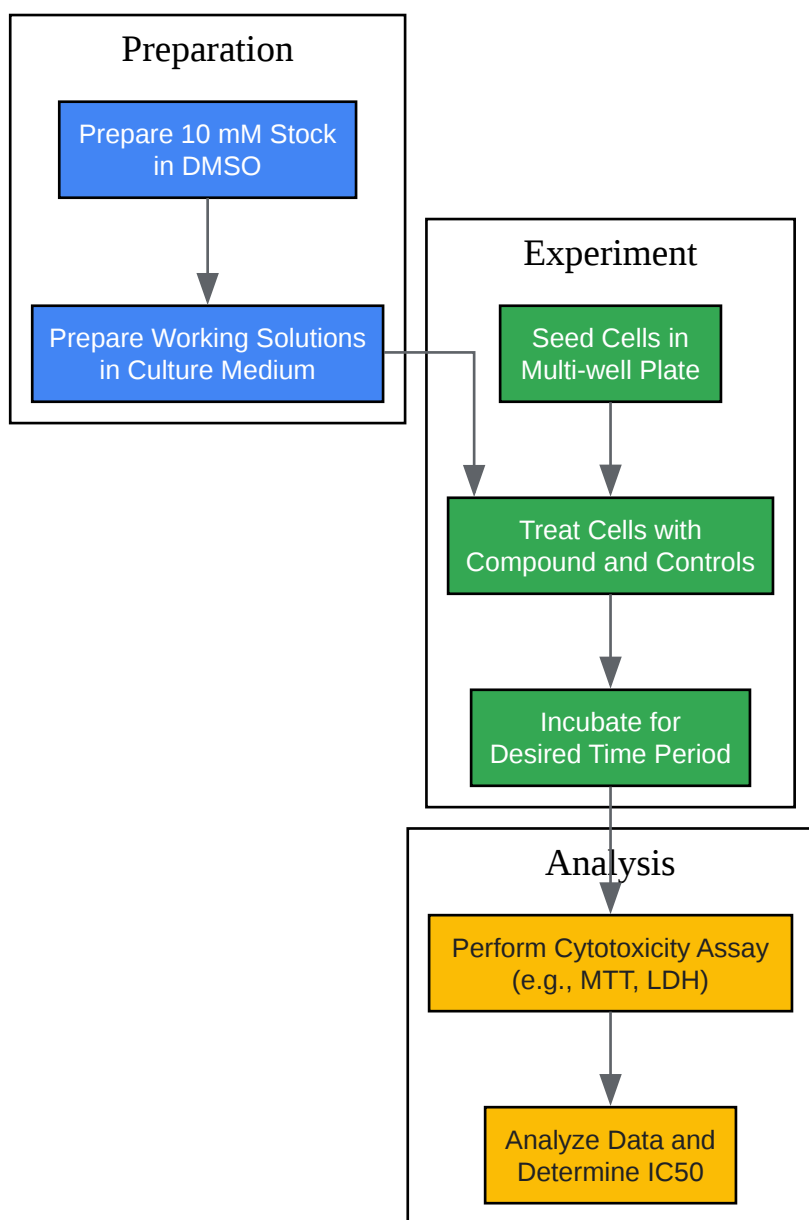 Preparation
Prepare 10 mM Stock
in DMSO
Prepare Working Solutions
in Culture Medium
Experiment
Seed Cells in
Multi-well Plate
Treat Cells with
Compound and Controls
Incubate for
Desired Time Period
Analysis
Perform Cytotoxicity Assay
(e.g., MTT, LDH)
Analyze Data and
Determine IC50